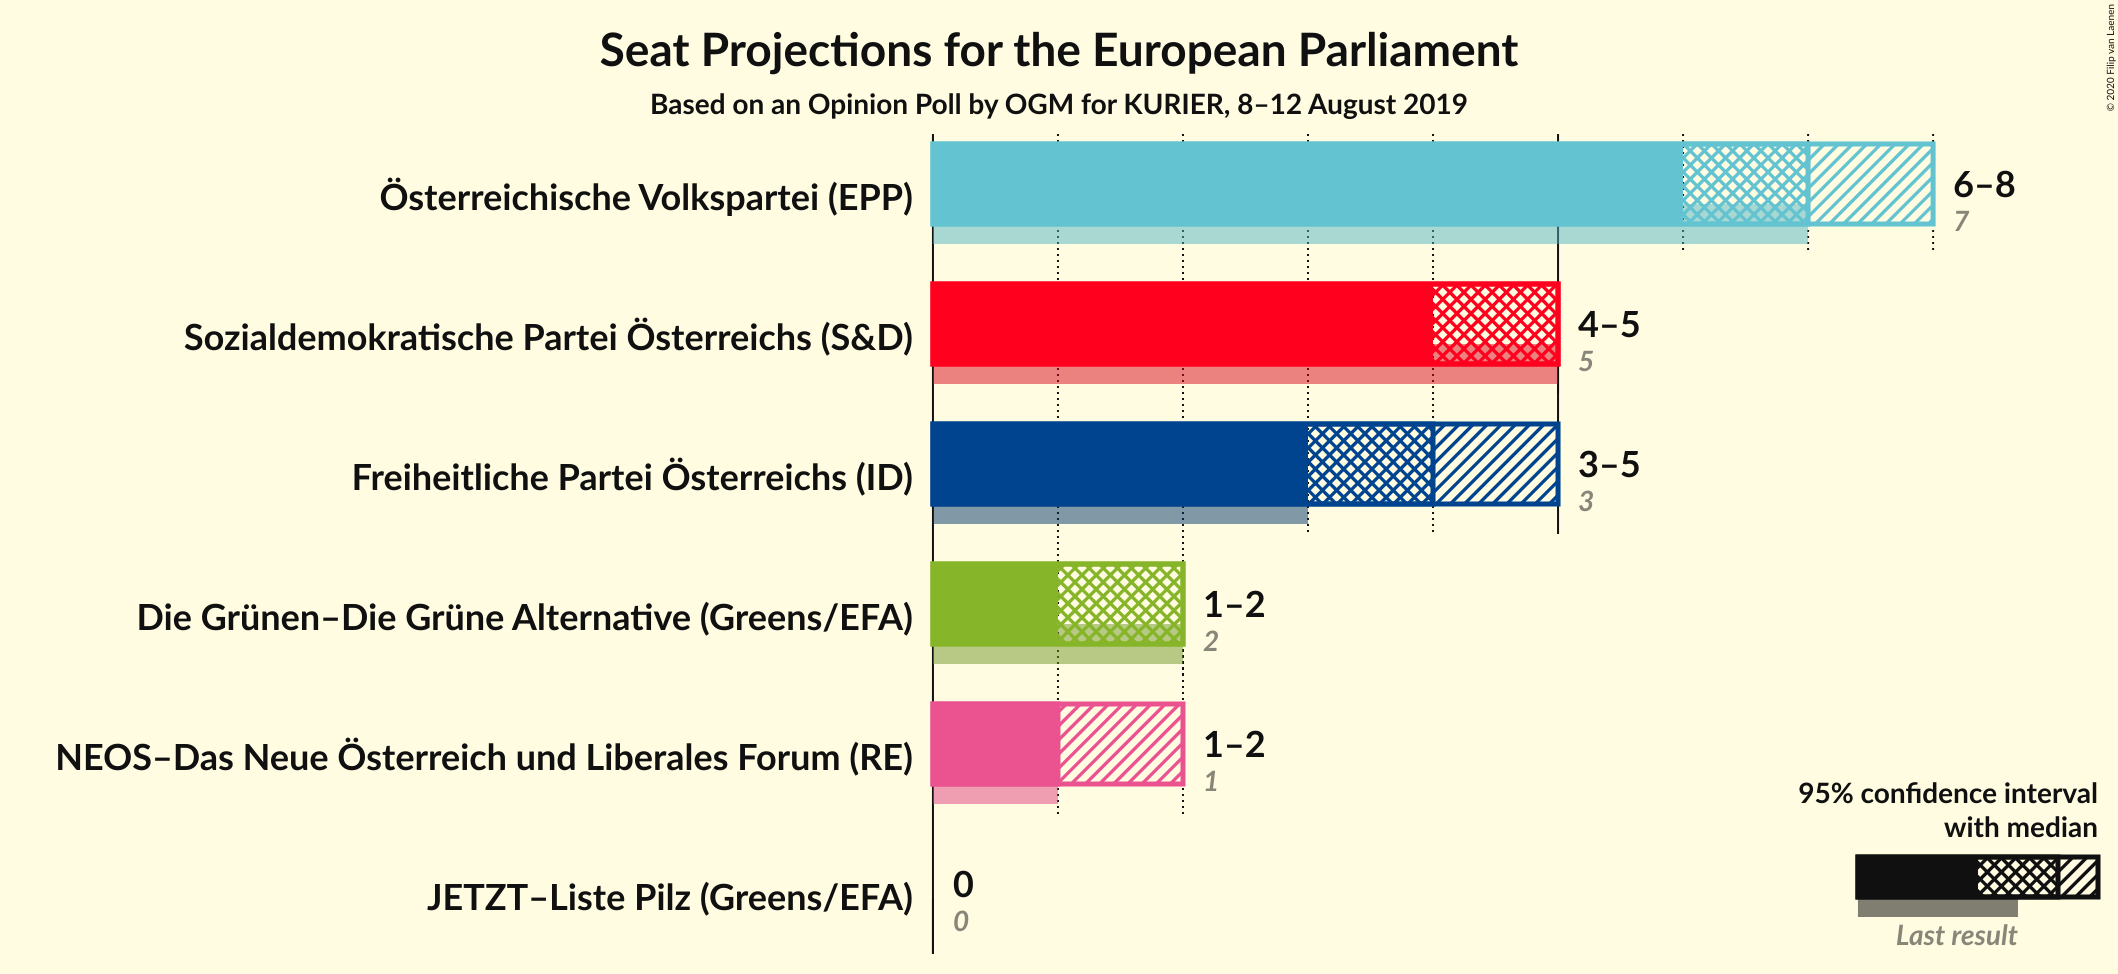 Seat Projections for the European Parliament
Based on an Opinion Poll by OGM for KURIER, 8–12 August 2019
© 2020 Filip van Laenen
Österreichische Volkspartei (EPP)
6–8
7
Sozialdemokratische Partei Österreichs (S&D)
4–5
5
Freiheitliche Partei Österreichs (ID)
3–5
3
Die Grünen–Die Grüne Alternative (Greens/EFA)
1–2
2
NEOS–Das Neue Österreich und Liberales Forum (RE)
1–2
1
JETZT–Liste Pilz (Greens/EFA)
0
0
95% confidence interval
with median
Last result